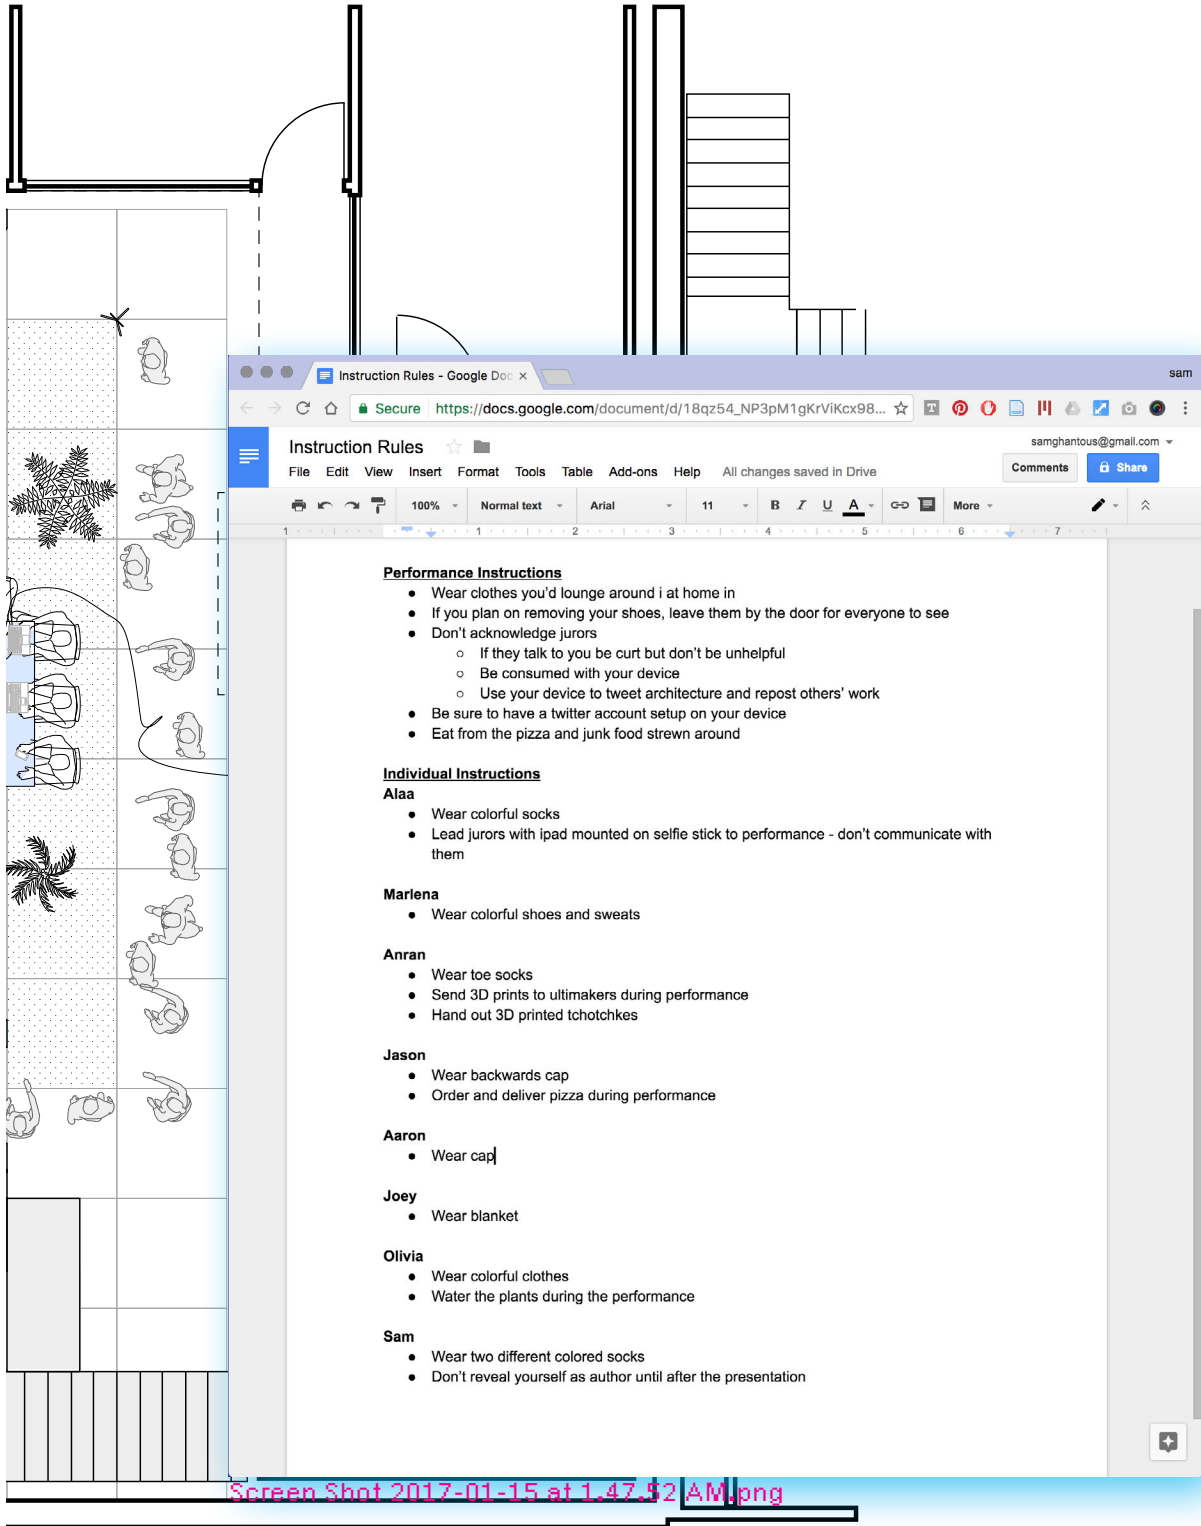 Instruction Rules - Google Doc
sam
Secure https://docs.google.com/document/d/18qz54_NP3pM1gKrViKcx98...
Instruction Rules
samghantous@gmail.com
File Edit View Insert Format Tools Table Add-ons Help All changes saved in Drive
Comments Share
100% Normal text Arial 11 B I U A More
1 1 2 3 4 5 6 7
Performance Instructions
● Wear clothes you’d lounge around i at home in
● If you plan on removing your shoes, leave them by the door for everyone to see
● Don’t acknowledge jurors
○ If they talk to you be curt but don’t be unhelpful
○ Be consumed with your device
○ Use your device to tweet architecture and repost others’ work
● Be sure to have a twitter account setup on your device
● Eat from the pizza and junk food strewn around
Individual Instructions
Alaa
● Wear colorful socks
● Lead jurors with ipad mounted on selfie stick to performance - don’t communicate with
them
Marlena
● Wear colorful shoes and sweats
Anran
● Wear toe socks
● Send 3D prints to ultimakers during performance
● Hand out 3D printed tchotchkes
Jason
● Wear backwards cap
● Order and deliver pizza during performance
Aaron
● Wear cap
Joey
● Wear blanket
Olivia
● Wear colorful clothes
● Water the plants during the performance
Sam
● Wear two different colored socks
● Don’t reveal yourself as author until after the presentation
Screen Shot 2017-01-15 at 1.47.52 AM.png